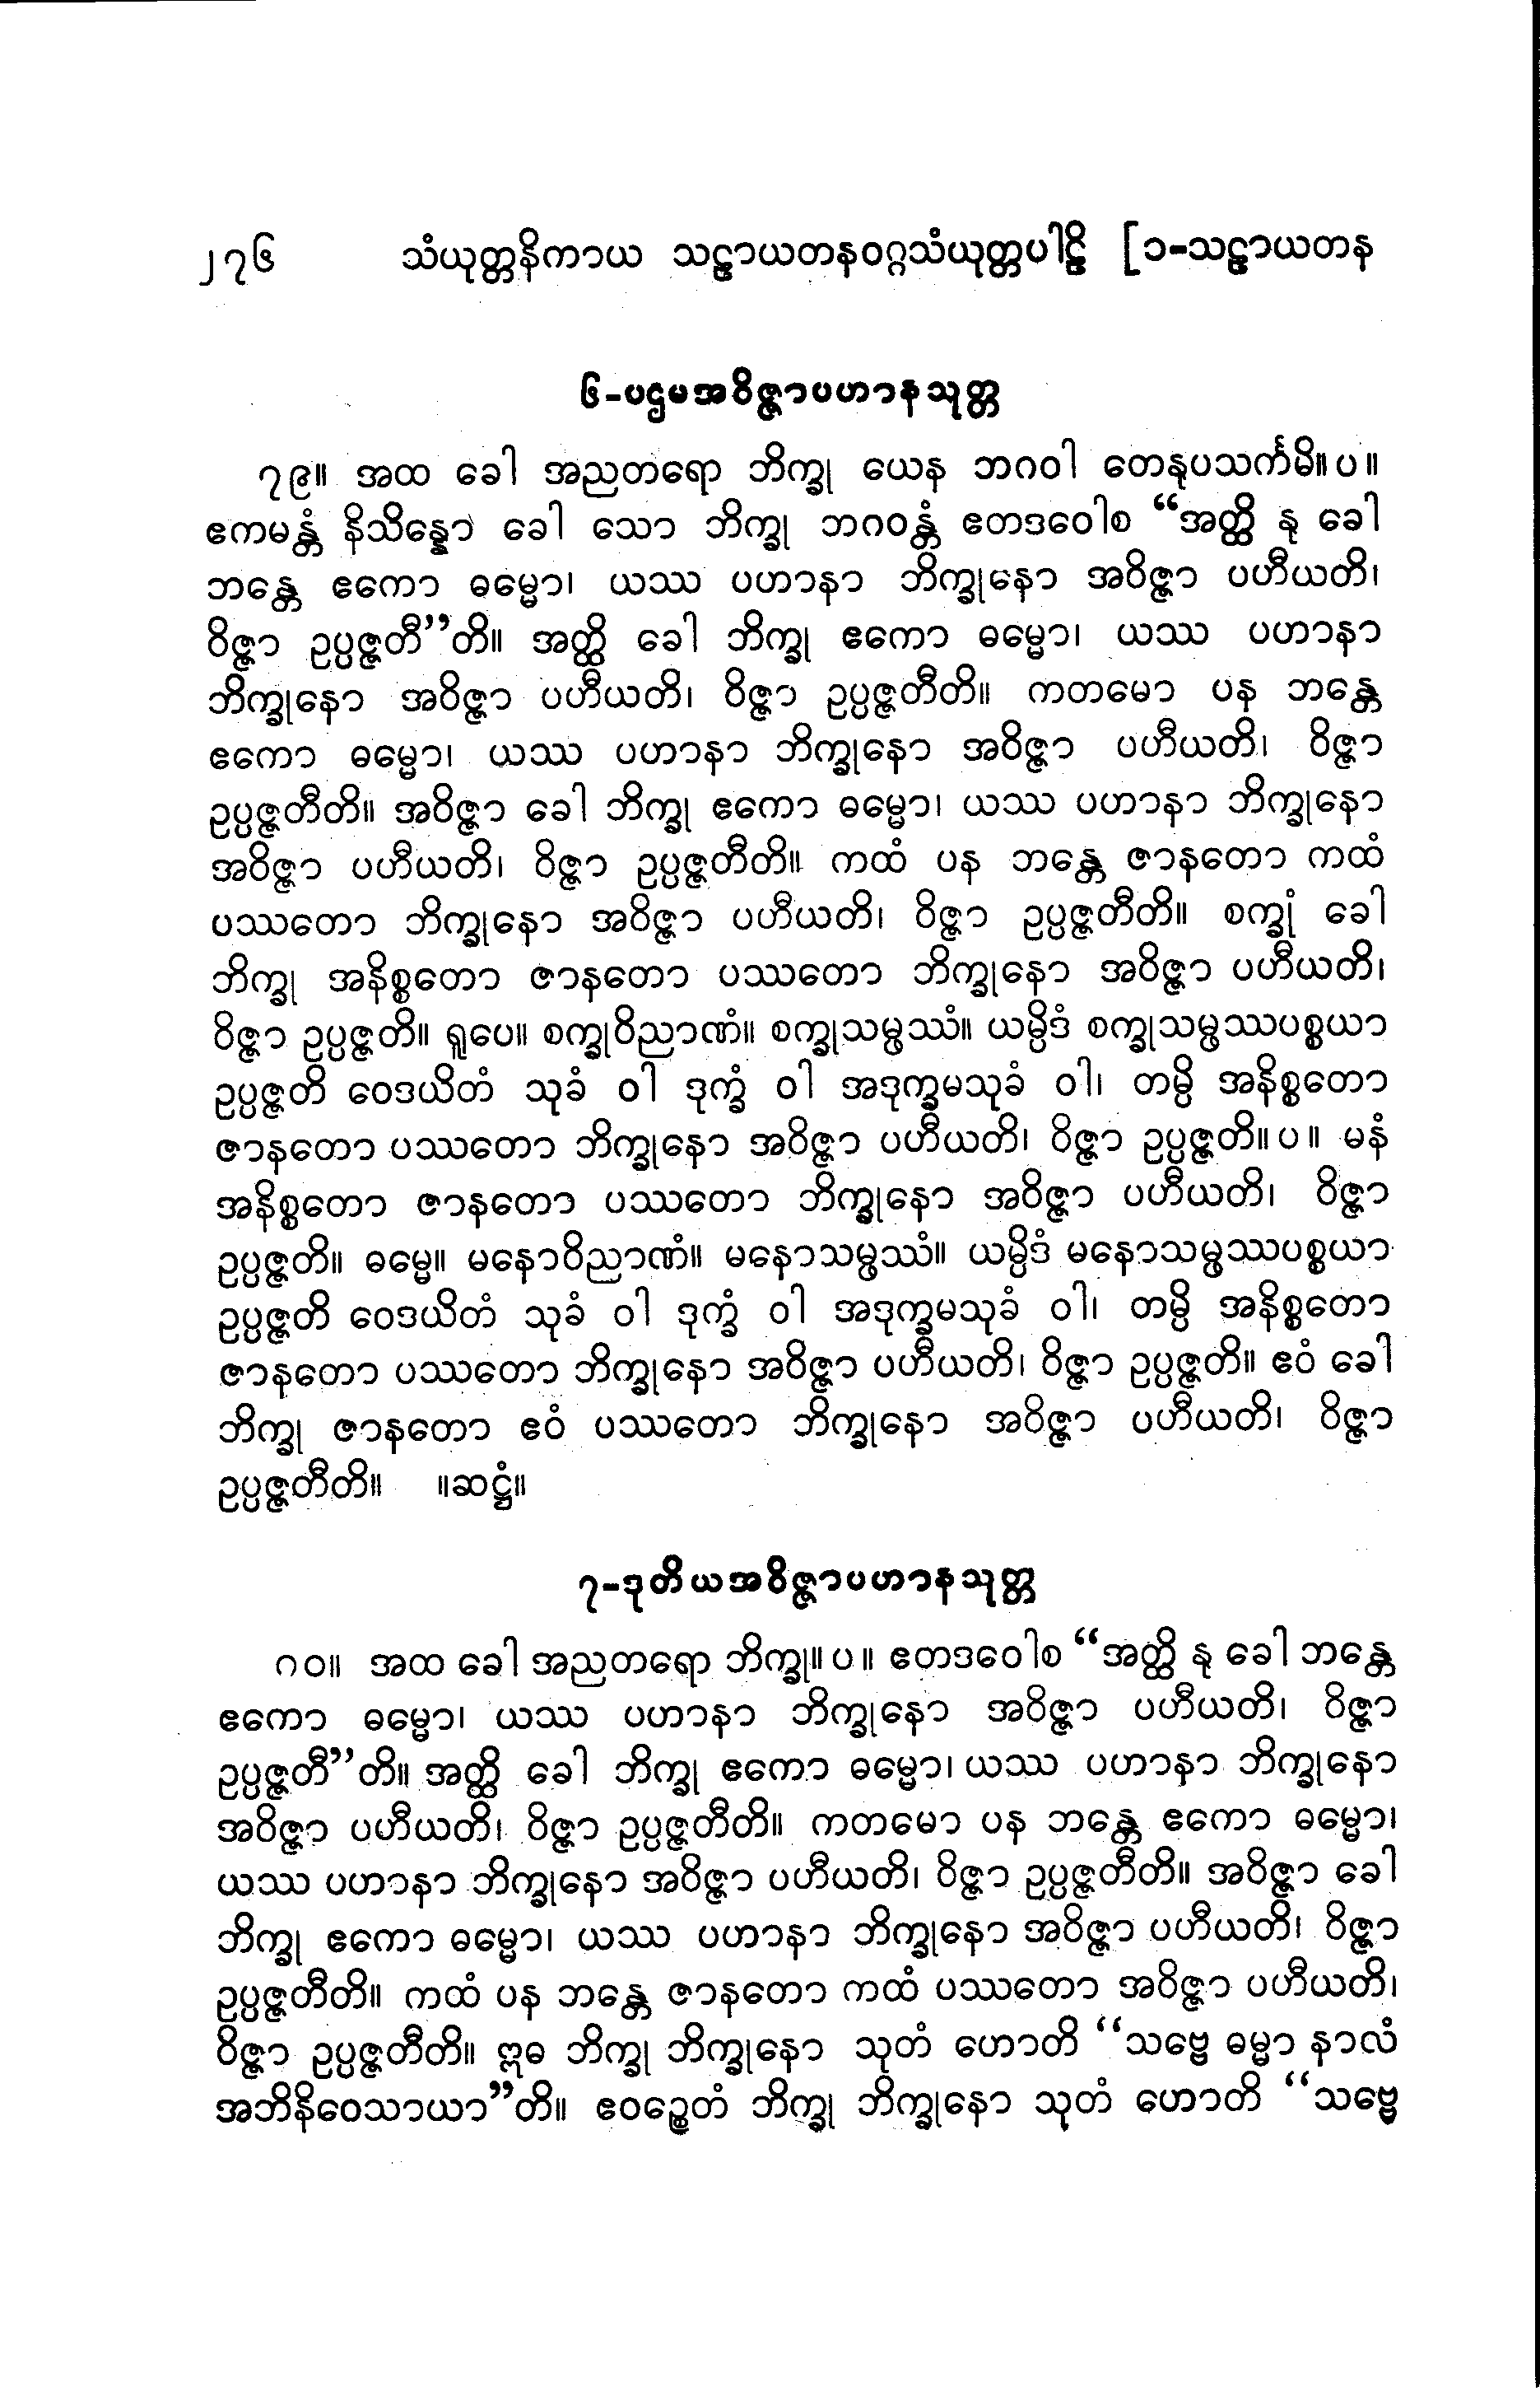 ၂၇၆ သံယုတ္တနိကာယ သဠာယတနဝဂ္ဂသံယုတ္တပါဠိ [၁-သဠာယတန
၆-ပဌမအဝိဇ္ဇာပဟာနသုတ္တ
၇၉။ အထ ခေါ အညတရော ဘိက္ခု ယေန ဘဂဝါ တေနုပသင်္ကမိ။ပ။
ဧကမန္တံ နိသိန္နော ခေါ သော ဘိက္ခု ဘဂဝန္တံ ဧတဒဝေါစ “အတ္ထိ နု ခေါ
ဘန္တေ ဧကော ဓမ္မော၊ ယဿ ပဟာနာ ဘိက္ခုနော အဝိဇ္ဇာ ပဟီယတိ၊
ဝိဇ္ဇာ ဥပ္ပဇ္ဇတီ”တိ။ အတ္ထိ ခေါ ဘိက္ခု ဧကော ဓမ္မော၊ ယဿ ပဟာနာ
ဘိက္ခုနော အဝိဇ္ဇာ ပဟီယတိ၊ ဝိဇ္ဇာ ဥပ္ပဇ္ဇတီတိ။ ကတမော ပန ဘန္တေ
ဧကော ဓမ္မော၊ ယဿ ပဟာနာ ဘိက္ခုနော အဝိဇ္ဇာ ပဟီယတိ၊ ဝိဇ္ဇာ
ဥပ္ပဇ္ဇတီတိ။ အဝိဇ္ဇာ ခေါ ဘိက္ခု ဧကော ဓမ္မော၊ ယဿ ပဟာနာ ဘိက္ခုနော
အဝိဇ္ဇာ ပဟီယတိ၊ ဝိဇ္ဇာ ဥပ္ပဇ္ဇတီတိ။ ကထံ ပန ဘန္တေ ဇာနတော ကထံ
ပဿတော ဘိက္ခုနော အဝိဇ္ဇာ ပဟီယတိ၊ ဝိဇ္ဇာ ဥပ္ပဇ္ဇတီတိ။ စက္ခုံ ခေါ
ဘိက္ခု အနိစ္စတော ဇာနတော ပဿတော ဘိက္ခုနော အဝိဇ္ဇာ ပဟီယတိ၊
ဝိဇ္ဇာ ဥပ္ပဇ္ဇတိ။ ရူပေ။ စက္ခုဝိညာဏံ။ စက္ခုသမ္ဖဿံ။ ယမ္ပိဒံ စက္ခုသမ္ဖဿပစ္စယာ
ဥပ္ပဇ္ဇတိ ဝေဒယိတံ သုခံ ဝါ ဒုက္ခံ ဝါ အဒုက္ခမသုခံ ဝါ၊ တမ္ပိ အနိစ္စတော
ဇာနတော ပဿတော ဘိက္ခုနော အဝိဇ္ဇာ ပဟီယတိ၊ ဝိဇ္ဇာ ဥပ္ပဇ္ဇတိ။ပ။ မနံ
အနိစ္စတော ဇာနတော ပဿတော ဘိက္ခုနော အဝိဇ္ဇာ ပဟီယတိ၊ ဝိဇ္ဇာ
ဥပ္ပဇ္ဇတိ။ ဓမ္မေ။ မနောဝိညာဏံ။ မနောသမ္ဖဿံ။ ယမ္ပိဒံ မနောသမ္ဖဿပစ္စယာ
ဥပ္ပဇ္ဇတိ ဝေဒယိတံ သုခံ ဝါ ဒုက္ခံ ဝါ အဒုက္ခမသုခံ ဝါ၊ တမ္ပိ အနိစ္စတော
ဇာနတော ပဿတော ဘိက္ခုနော အဝိဇ္ဇာ ပဟီယတိ၊ ဝိဇ္ဇာ ဥပ္ပဇ္ဇတိ။ ဧဝံ ခေါ
ဘိက္ခု ဇာနတော ဧဝံ ပဿတော ဘိက္ခုနော အဝိဇ္ဇာ ပဟီယတိ၊ ဝိဇ္ဇာ
ဥပ္ပဇ္ဇတီတိ။ ။ဆဋ္ဌံ။
၇-ဒုတိယအဝိဇ္ဇာပဟာနသုတ္တ
၈၀။ အထ ခေါ အညတရော ဘိက္ခု။ပ။ ဧတဒဝေါစ “အတ္ထိ နု ခေါ ဘန္တေ
ဧကော ဓမ္မော၊ ယဿ ပဟာနာ ဘိက္ခုနော အဝိဇ္ဇာ ပဟီယတိ၊ ဝိဇ္ဇာ
ဥပ္ပဇ္ဇတီ”တိ။ အတ္ထိ ခေါ ဘိက္ခု ဧကော ဓမ္မော၊ ယဿ ပဟာနာ ဘိက္ခုနော
အဝိဇ္ဇာ ပဟီယတိ၊ ဝိဇ္ဇာ ဥပ္ပဇ္ဇတီတိ။ ကတမော ပန ဘန္တေ ဧကော ဓမ္မော၊
ယဿ ပဟာနာ ဘိက္ခုနော အဝိဇ္ဇာ ပဟီယတိ၊ ဝိဇ္ဇာ ဥပ္ပဇ္ဇတီတိ။ အဝိဇ္ဇာ ခေါ
ဘိက္ခု ဧကော ဓမ္မော၊ ယဿ ပဟာနာ ဘိက္ခုနော အဝိဇ္ဇာ ပဟီယတိ၊ ဝိဇ္ဇာ
ဥပ္ပဇ္ဇတီတိ။ ကထံ ပန ဘန္တေ ဇာနတော ကထံ ပဿတော အဝိဇ္ဇာ ပဟီယတိ၊
ဝိဇ္ဇာ ဥပ္ပဇ္ဇတီတိ။ ဣဓ ဘိက္ခု ဘိက္ခုနော သုတံ ဟောတိ “သဗ္ဗေ ဓမ္မာ နာလံ
အဘိနိဝေသာယာ”တိ။ ဧဝဉ္စေတံ ဘိက္ခု ဘိက္ခုနော သုတံ ဟောတိ “သဗ္ဗေ